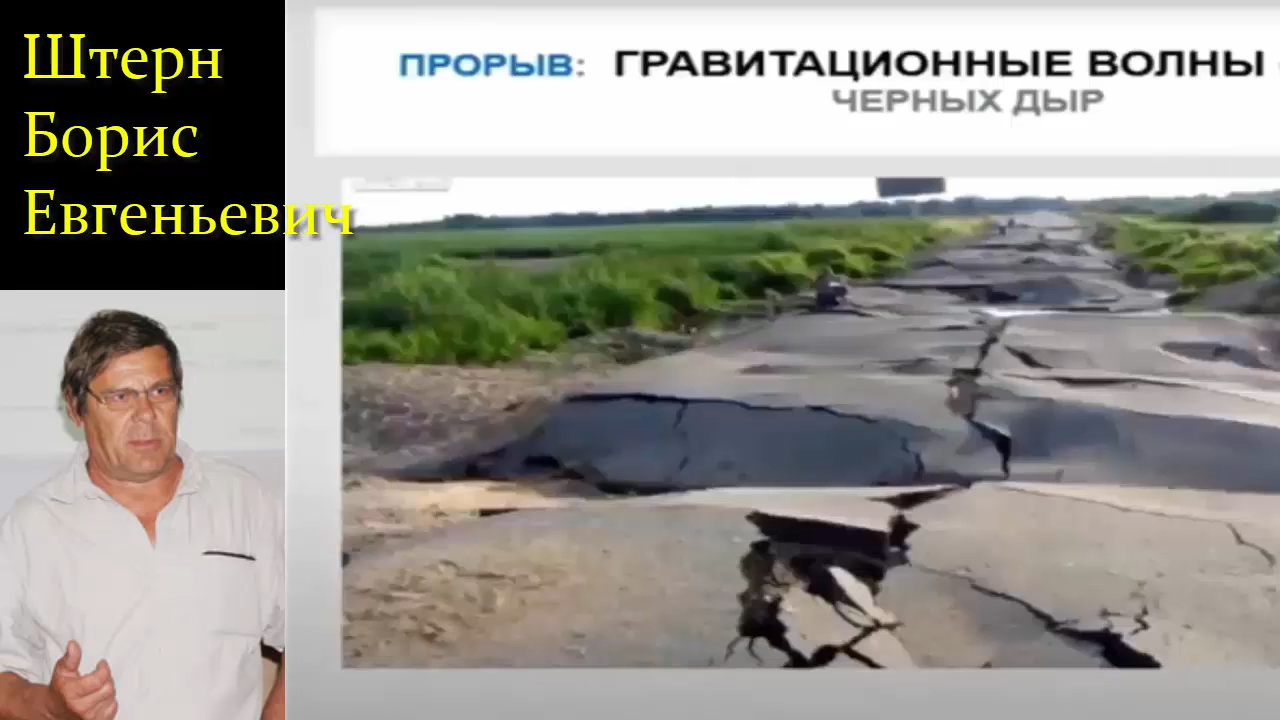 Штерн
Борис
Евгеньевич
ПРОРЫВ: ГРАВИТАЦИОННЫЕ ВОЛНЫ
ЧЕРНЫХ ДЫР